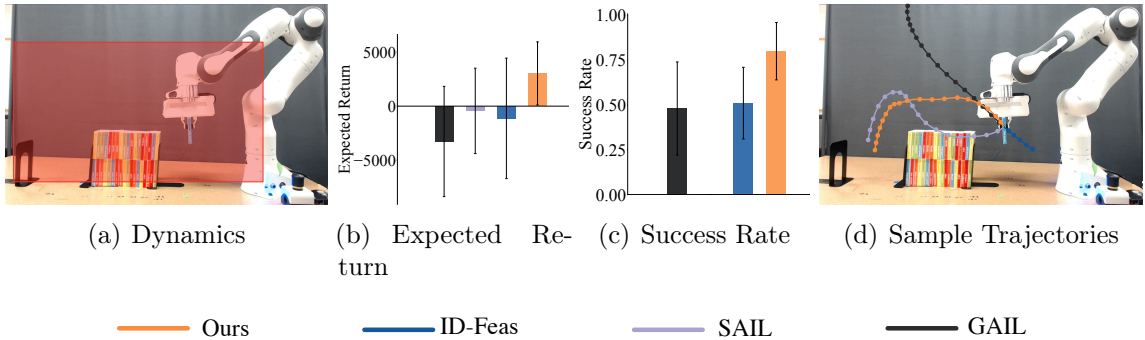 5000
0
−5000
Expected Return
1.00
0.75
0.50
0.25
0.00
Success Rate
(a) Dynamics
(b) Expected Re-
turn
(c) Success Rate
(d) Sample Trajectories
Ours
ID-Feas
SAIL
GAIL